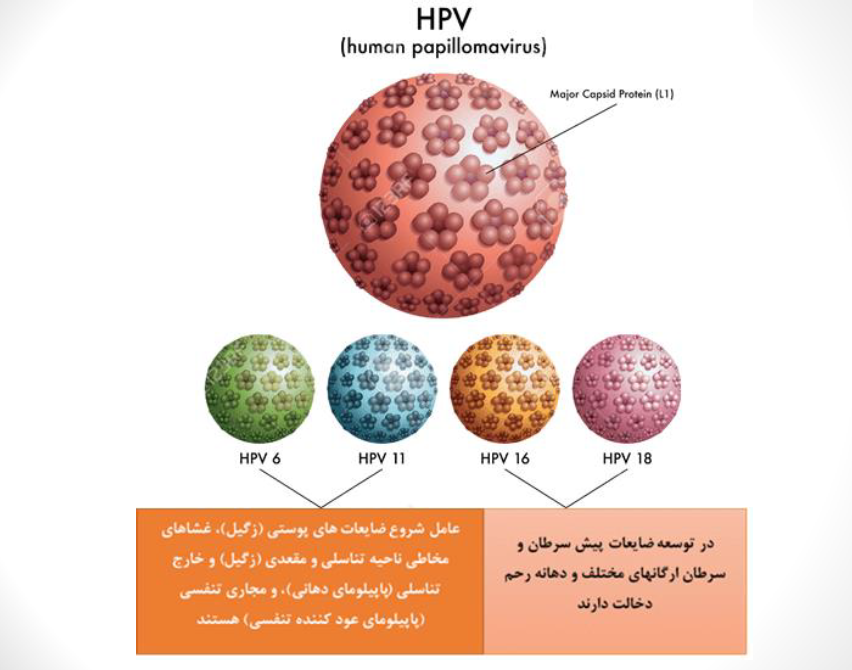 HPV
(human papillomavirus)
Major Capsid Protein (L1)
HPV 6
HPV 11
HPV 16
HPV 18
عامل شروع ضایعات های پوستی (زگیل)، غشاهای
مخاطی ناحیه تناسلی و مقعدی (زگیل) و خارج
تناسلی (پاپیلومای دهانی)، و مجاری تنفسی
(پاپیلومای عود کننده تنفسی) هستند
در توسعه ضایعات پیش سرطان و
سرطان ارگانهای مختلف و دهانه رحم
دخالت دارند